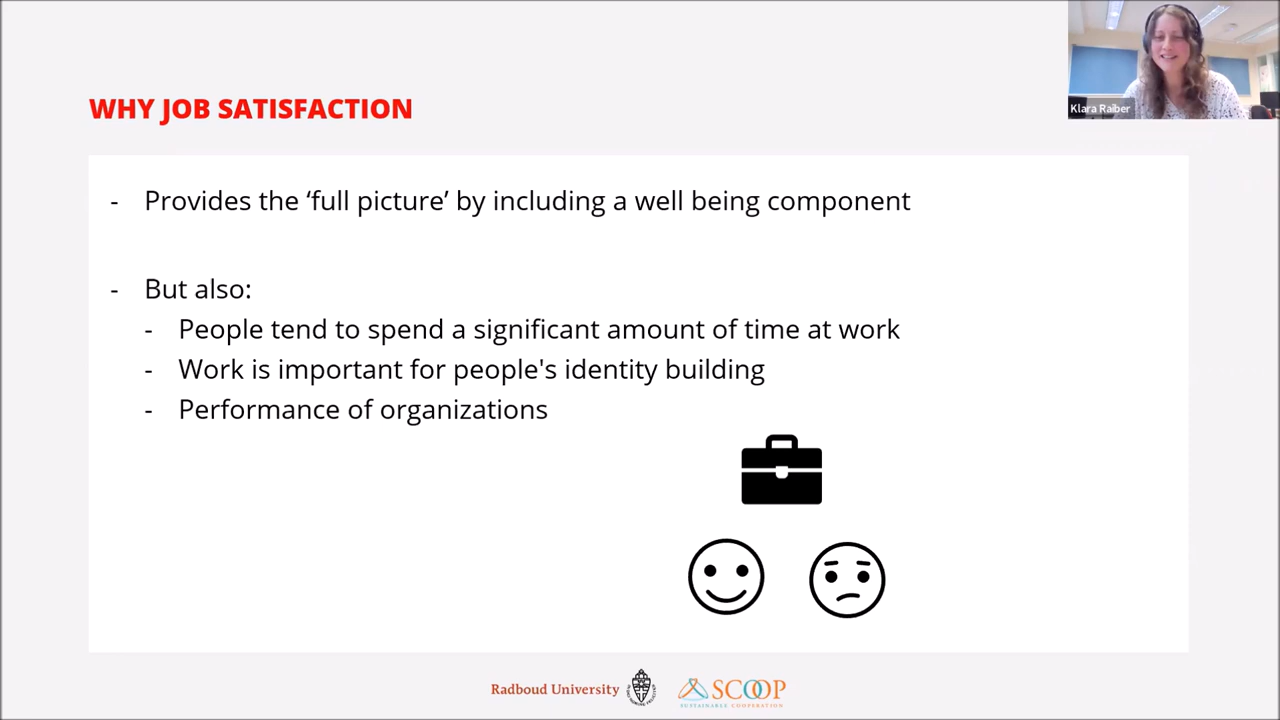 Klara Raiber
WHY JOB SATISFACTION
- Provides the ‘full picture’ by including a well being component
- But also:
- People tend to spend a significant amount of time at work
- Work is important for people's identity building
- Performance of organizations
Radboud University
SCOOP
SUSTAINABLE COOPERATION